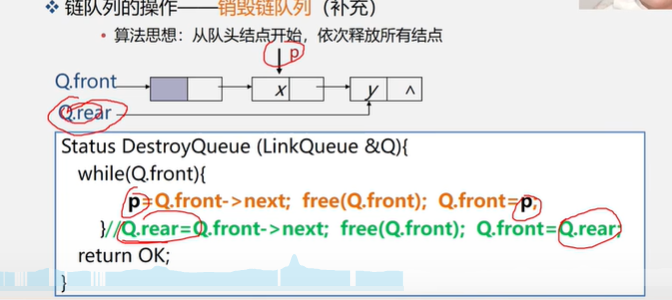 ❖ 链队列的操作——销毁链队列(补充)
• 算法思想：从队头结点开始，依次释放所有结点
p
Q.front
x
y ∧
Q.rear
Status DestroyQueue (LinkQueue &Q){
while(Q.front){
p=Q.front->next; free(Q.front); Q.front=p;
}//Q.rear=Q.front->next; free(Q.front); Q.front=Q.rear;
return OK;
}